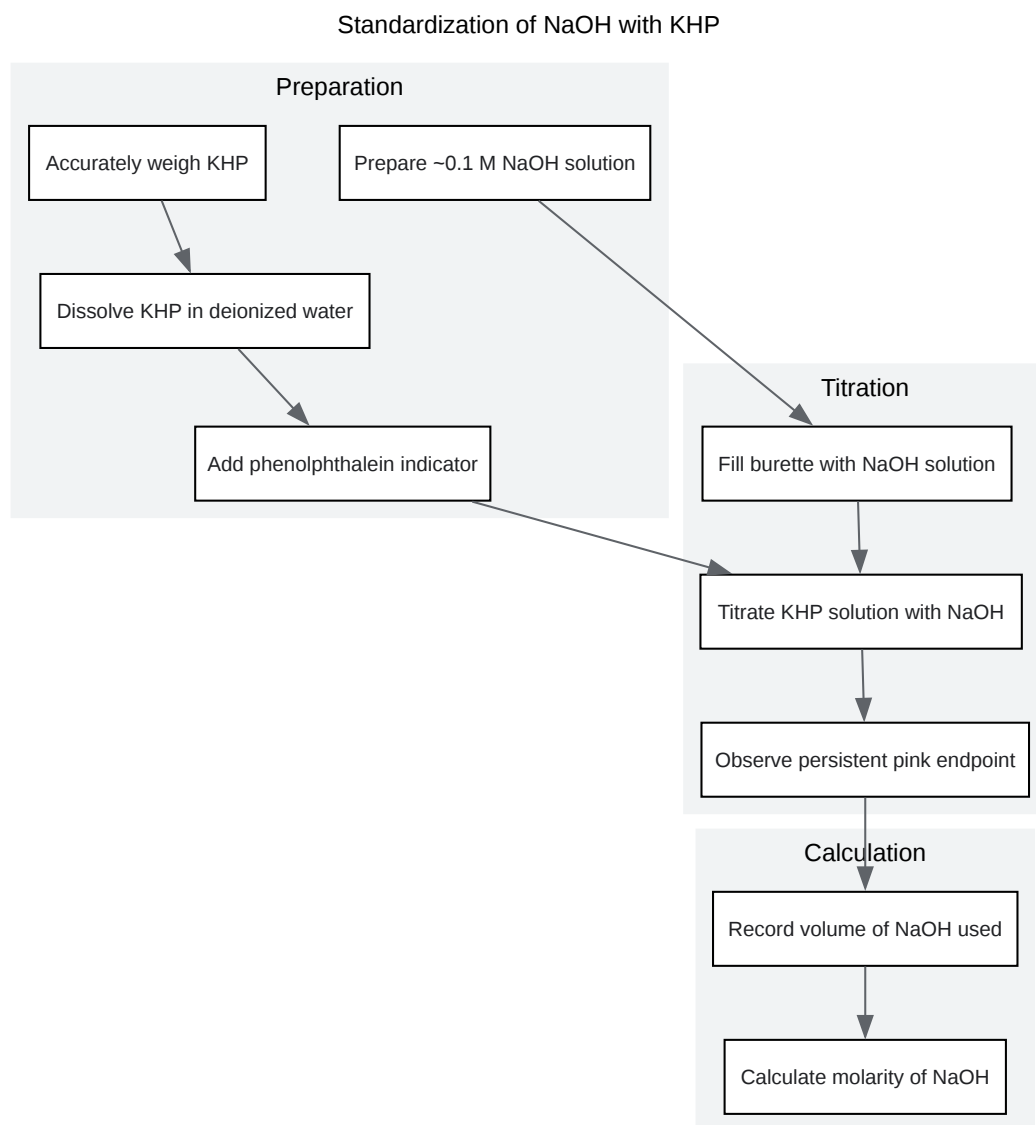 Standardization of NaOH with KHP
Preparation
Accurately weigh KHP
Prepare ~0.1 M NaOH solution
Dissolve KHP in deionized water
Add phenolphthalein indicator
Titration
Fill burette with NaOH solution
Titrate KHP solution with NaOH
Observe persistent pink endpoint
Calculation
Record volume of NaOH used
Calculate molarity of NaOH